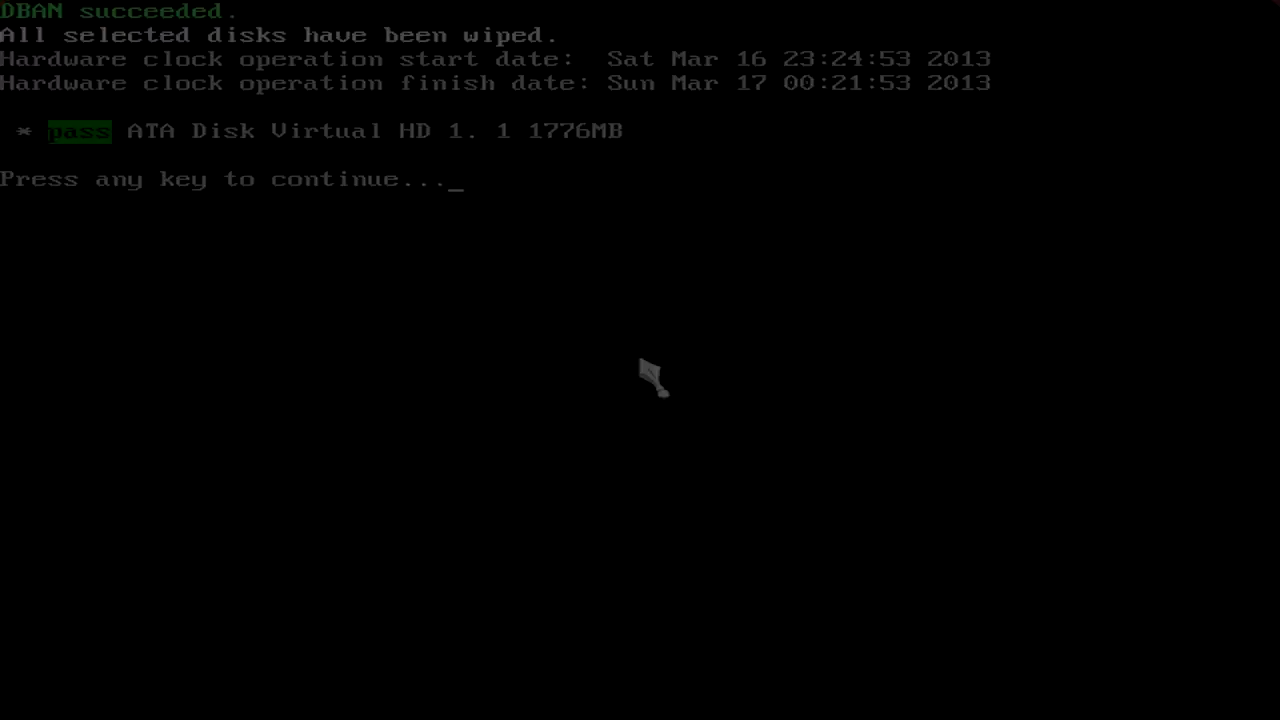 DBAN succeeded.
All selected disks have been wiped.
Hardware clock operation start date:  Sat Mar 16 23:24:53 2013
Hardware clock operation finish date: Sun Mar 17 00:21:53 2013
* pass ATA Disk Virtual HD 1. 1 1776MB
Press any key to continue..._